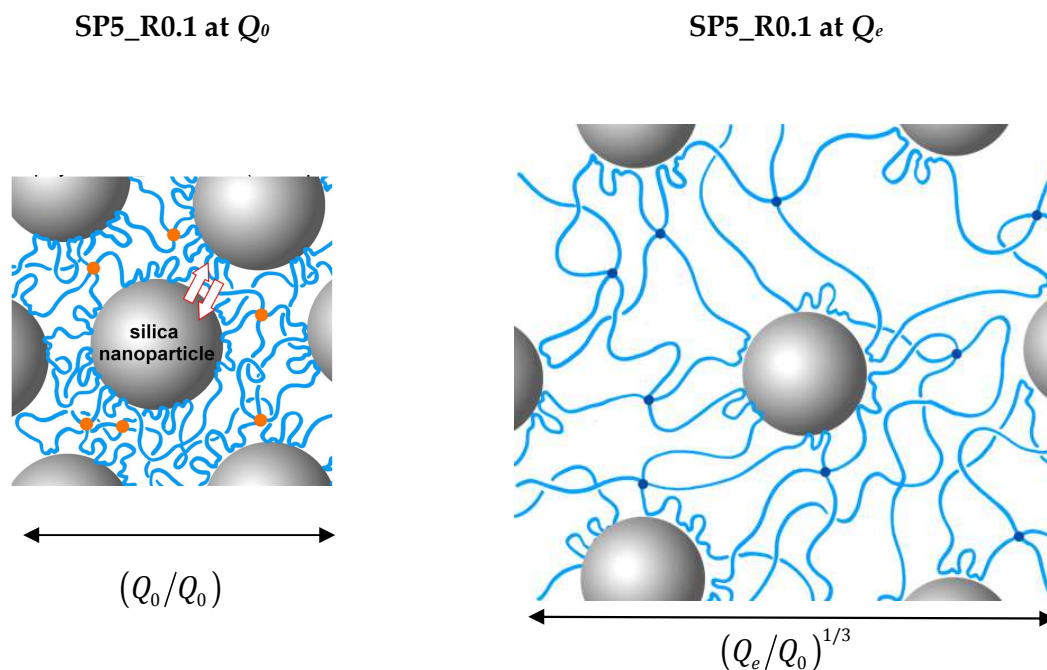 SP5_R0.1 at Q₀
SP5_R0.1 at Qₑ
silica
nanoparticle
(Q₀/Q₀)
(Qₑ/Q₀)^{1/3}